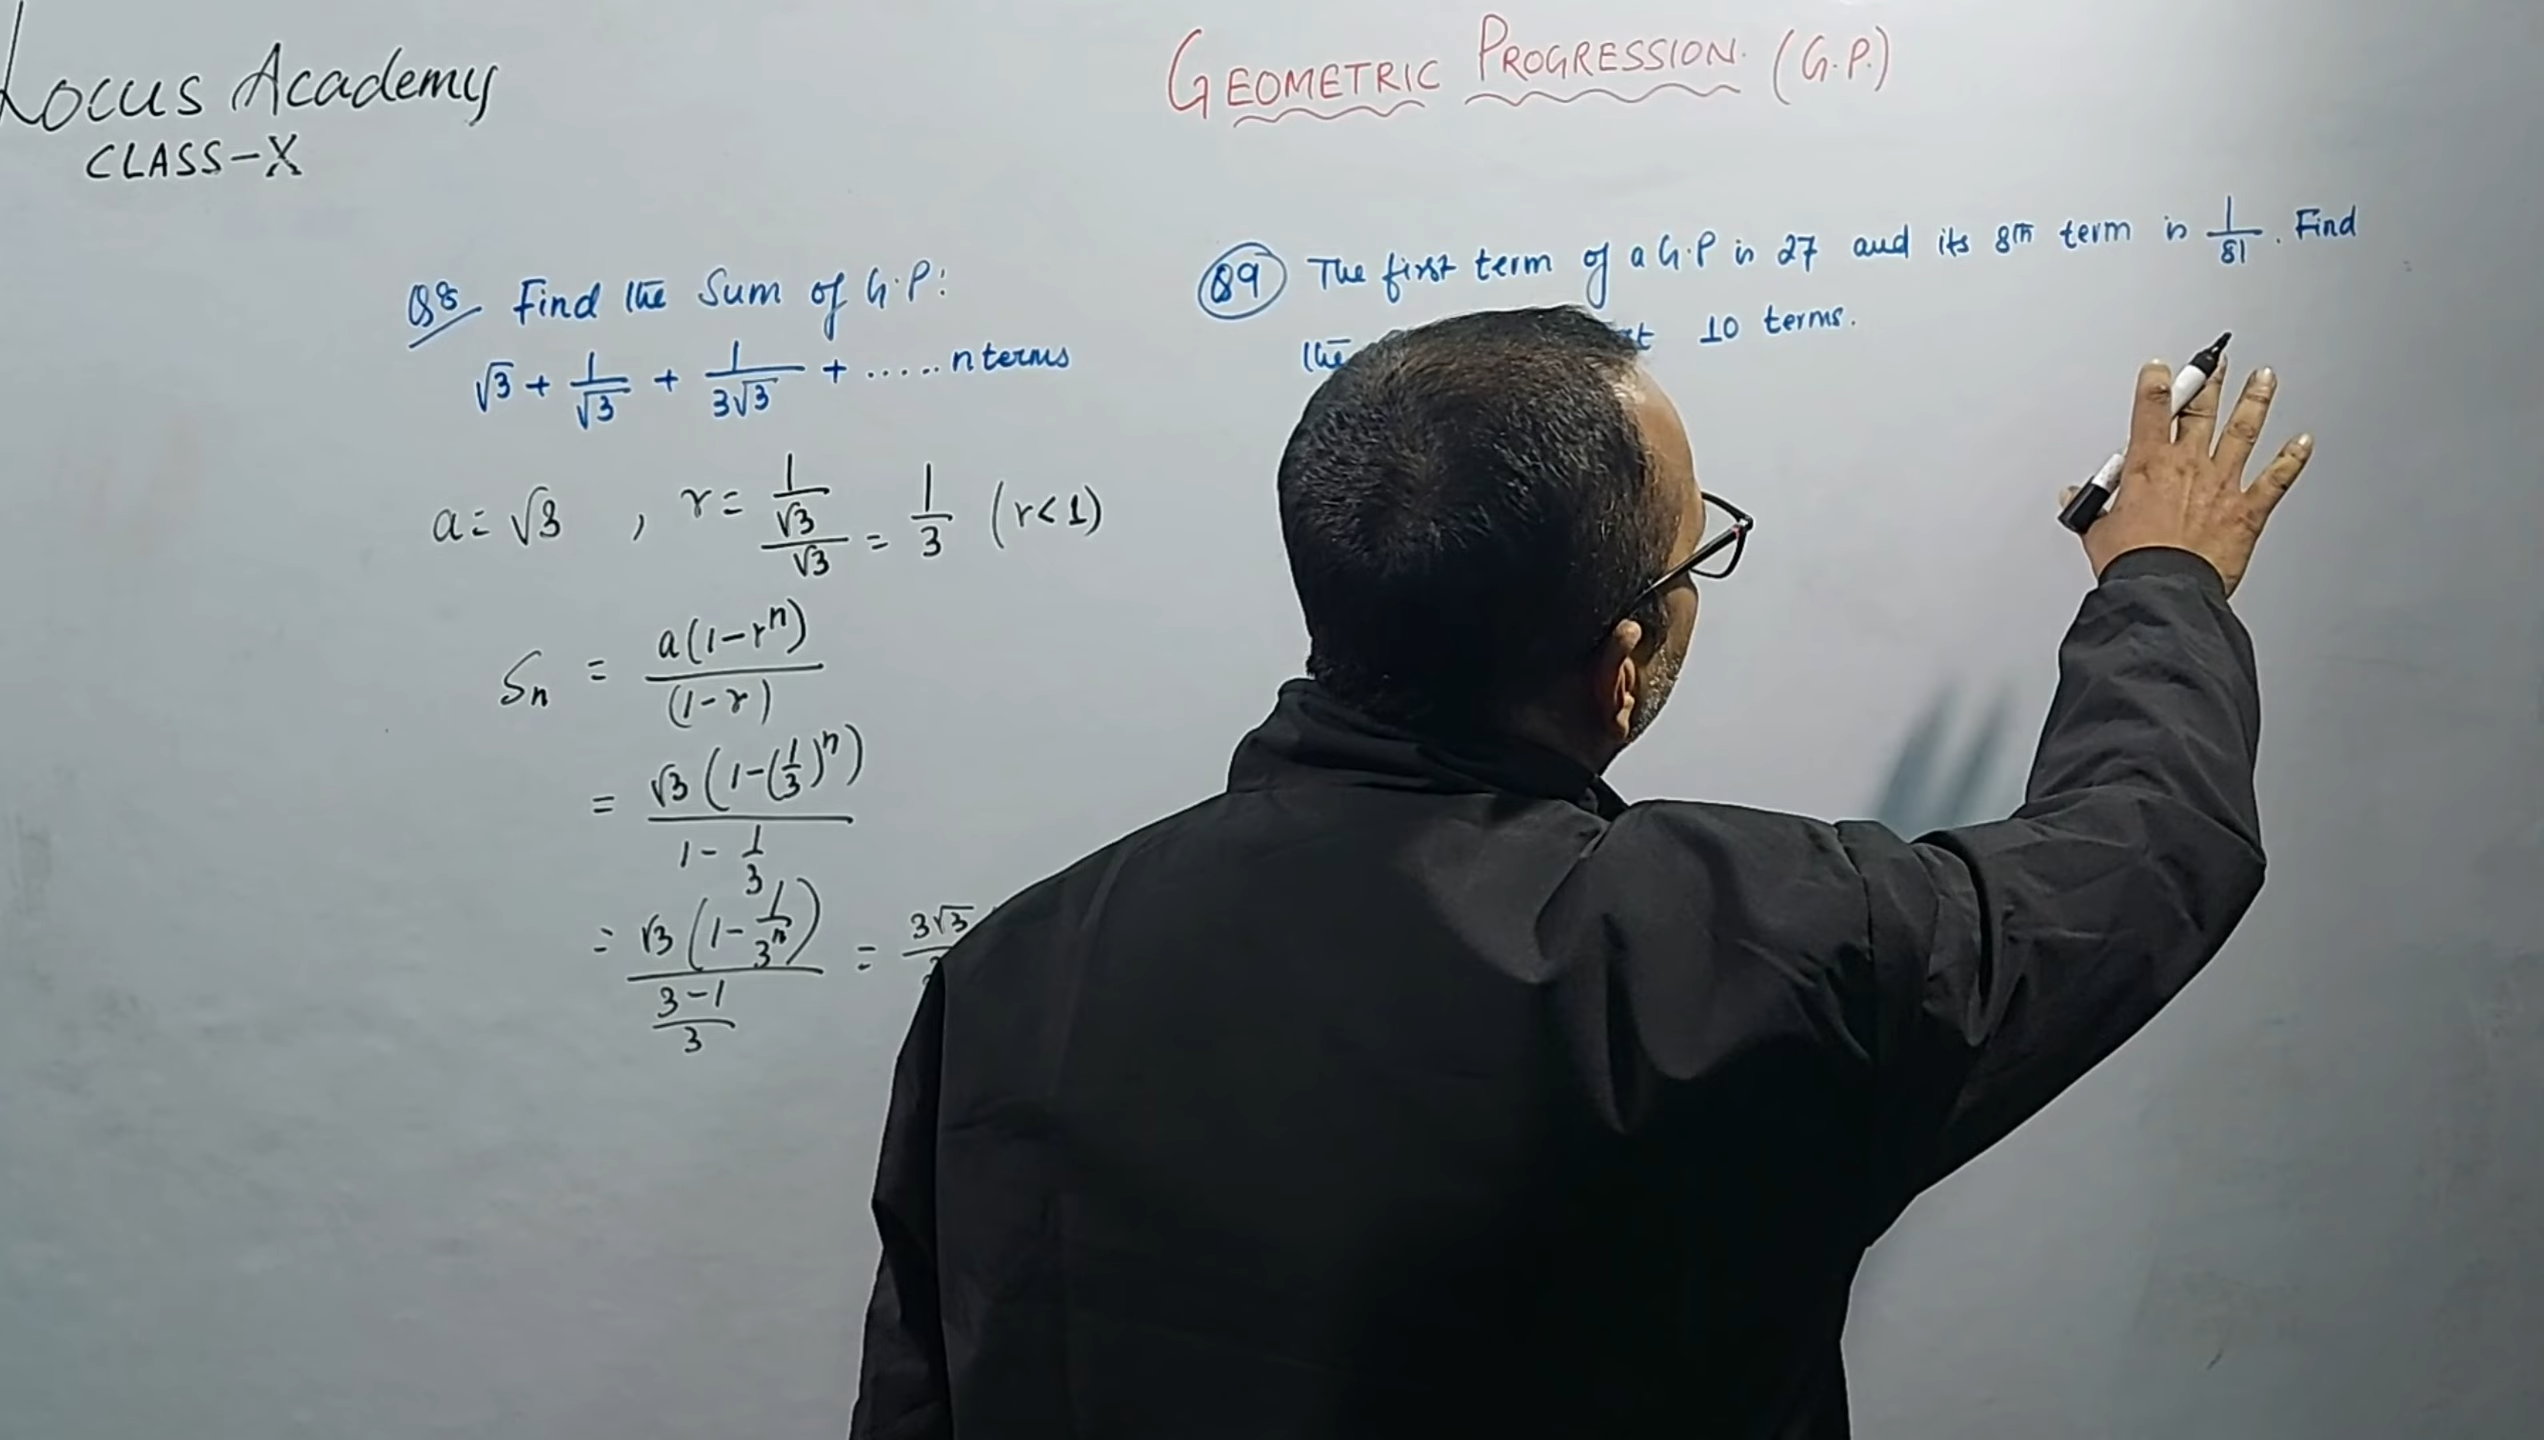 Locus Academy
CLASS-X
GEOMETRIC PROGRESSION. (G.P.)
Q8 Find the Sum of G.P:
√3 + 1/√3 + 1/3√3 + ..... n terms
a = √3 , r = (1/√3)/√3 = 1/3 (r<1)
Sn = a(1-r^n)/(1-r)
= √3(1-(1/3)^n)/(1-1/3)
= √3(1-1/3^n)/((3-1)/3) = 3√3
Q9 The first term of a G.P is 27 and its 8th term is 1/81. Find
the 10 terms.